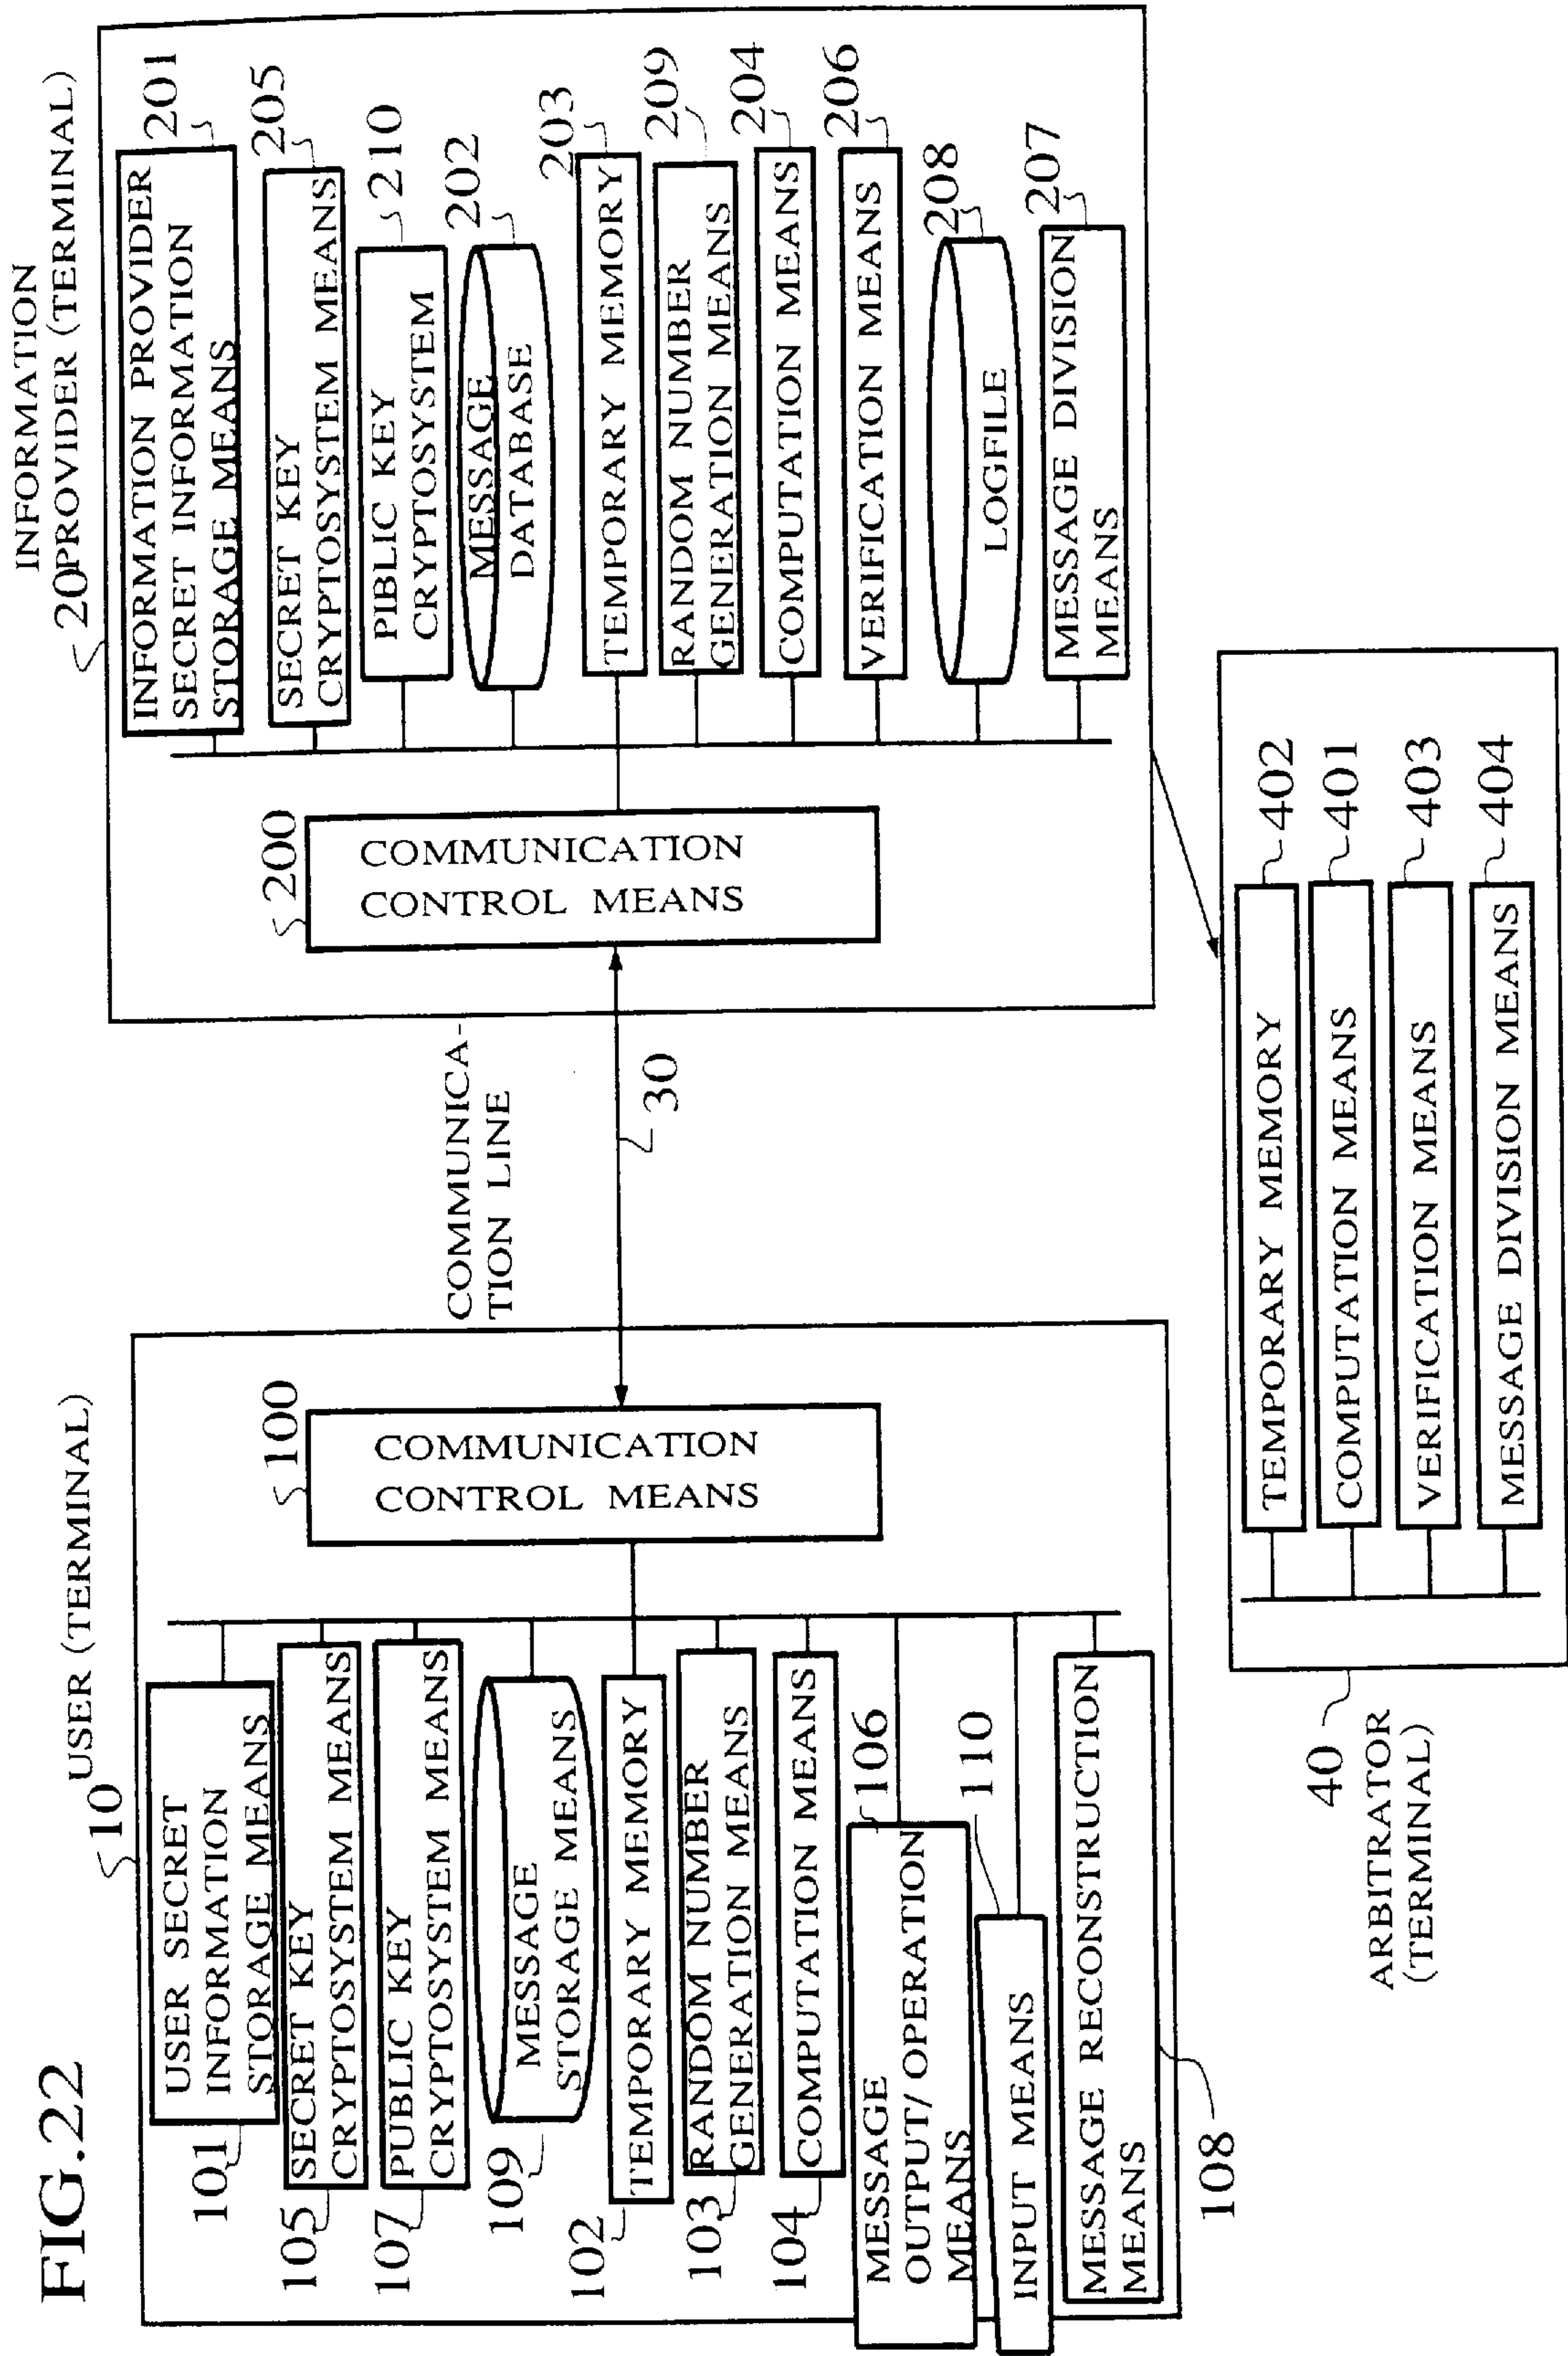 FIG.22
10
USER (TERMINAL)
USER SECRET
INFORMATION
STORAGE MEANS
101
SECRET KEY
CRYPTOSYSTEM MEANS
105
PUBLIC KEY
CRYPTOSYSTEM MEANS
107
MESSAGE
STORAGE MEANS
109
TEMPORARY MEMORY
102
RANDOM NUMBER
GENERATION MEANS
103
COMPUTATION MEANS
104
MESSAGE
OUTPUT/ OPERATION
MEANS
106
INPUT MEANS
110
MESSAGE RECONSTRUCTION
MEANS
108
100
COMMUNICATION
CONTROL MEANS
COMMUNICA-
TION LINE
30
INFORMATION
PROVIDER (TERMINAL)
20
200
COMMUNICATION
CONTROL MEANS
INFORMATION PROVIDER
SECRET INFORMATION
STORAGE MEANS
201
SECRET KEY
CRYPTOSYSTEM MEANS
205
PIBLIC KEY
CRYPTOSYSTEM
210
MESSAGE
DATABASE
202
TEMPORARY MEMORY
203
RANDOM NUMBER
GENERATION MEANS
209
COMPUTATION MEANS
204
VERIFICATION MEANS
206
LOGFILE
208
MESSAGE DIVISION
MEANS
207
40
ARBITRATOR
(TERMINAL)
TEMPORARY MEMORY
402
COMPUTATION MEANS
401
VERIFICATION MEANS
403
MESSAGE DIVISION MEANS
404